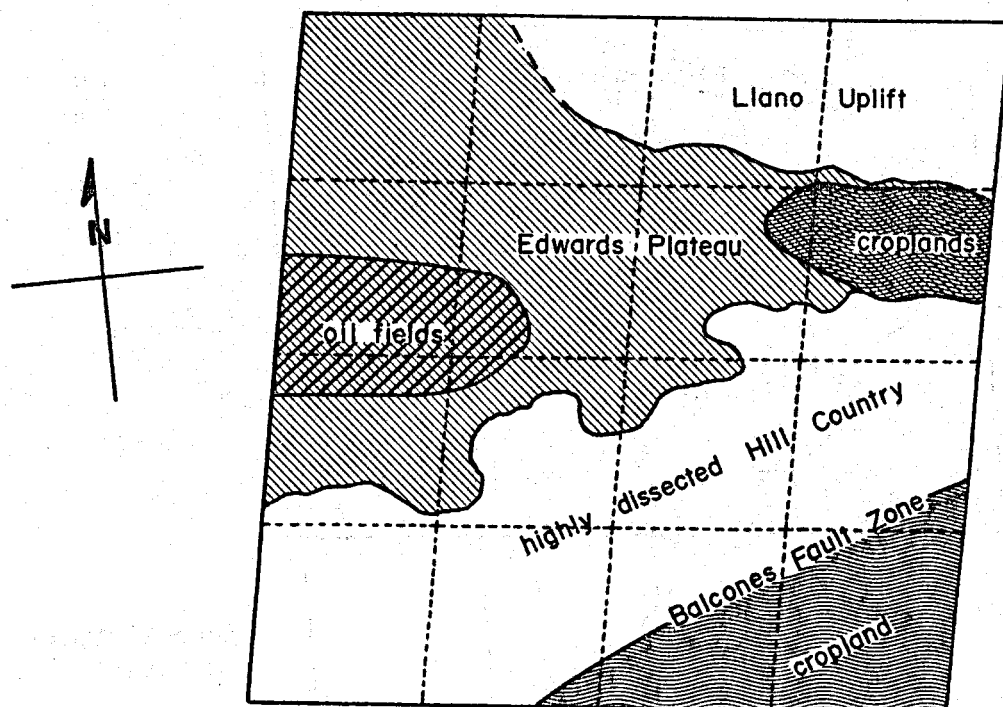 Llano Uplift
N
Edwards Plateau
croplands
oil fields
highly dissected Hill Country
Balcones Fault Zone
cropland